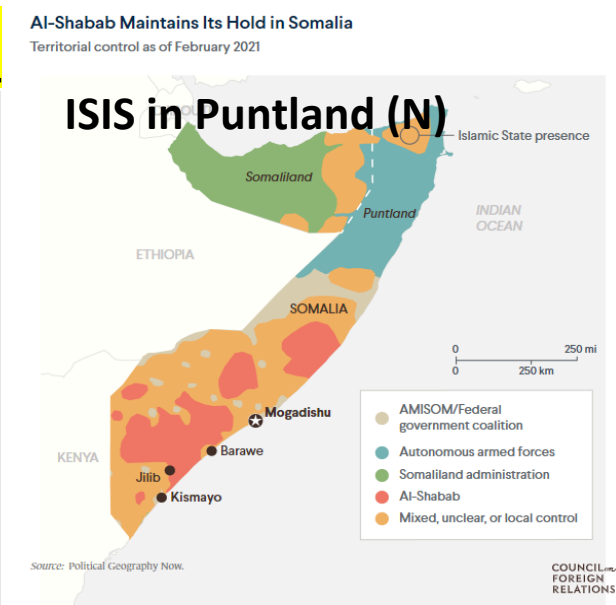 Al-Shabab Maintains Its Hold in Somalia
Territorial control as of February 2021
ISIS in Puntland (N)
Islamic State presence
Somaliland
Puntland
INDIAN
OCEAN
ETHIOPIA
SOMALIA
0 250 mi
0 250 km
Mogadishu
AMISOM/Federal
government coalition
Autonomous armed forces
Somaliland administration
Al-Shabab
Mixed, unclear, or local control
KENYA
Barawe
Jilib
Kismayo
Source: Political Geography Now.
COUNCIL on
FOREIGN
RELATIONS